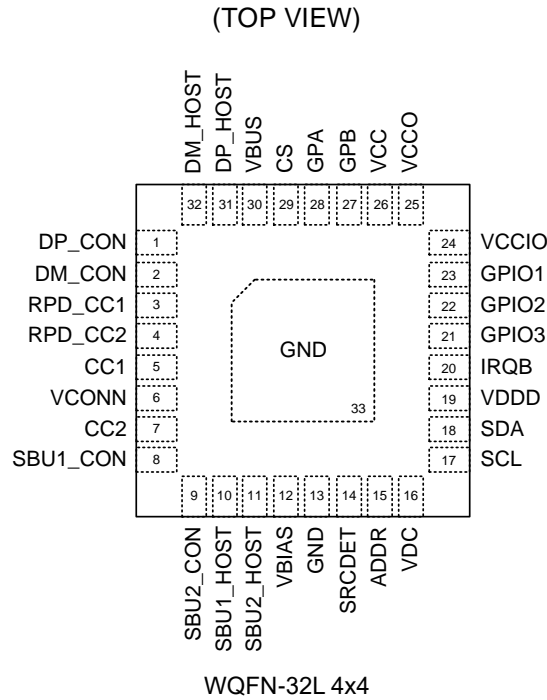 (TOP VIEW)
DM_HOST
DP_HOST
VBUS
CS
GPA
GPB
VCC
VCCO
32
31
30
29
28
27
26
25
DP_CON 1
DM_CON 2
RPD_CC1 3
RPD_CC2 4
CC1 5
VCONN 6
CC2 7
SBU1_CON 8
GND
33
24 VCCIO
23 GPIO1
22 GPIO2
21 GPIO3
20 IRQB
19 VDDD
18 SDA
17 SCL
9
10
11
12
13
14
15
16
SBU2_CON
SBU1_HOST
SBU2_HOST
VBIAS
GND
SRCDET
ADDR
VDC
WQFN-32L 4x4